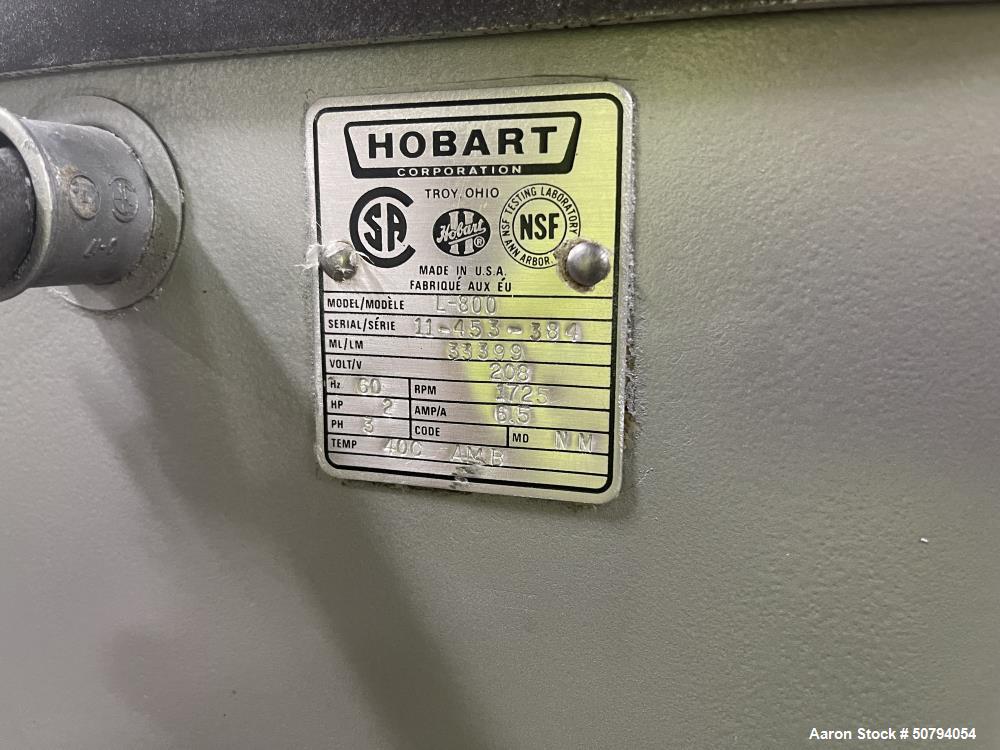 HOBART
CORPORATION
TROY, OHIO
SA
Hobart ®
NSF TESTING LABORATORY
NSF
ANN ARBOR.
MADE IN U.S.A.
FABRIQUÉ AUX ÉU
MODEL/MODÈLE L-800
SERIAL/SÉRIE 11-453-384
ML/LM 33399
VOLT/V 208
Hz 60 RPM 1725
HP 2 AMP/A 6.5
PH 3 CODE MD NM
TEMP 40C AMB
Aaron Stock # 50794054